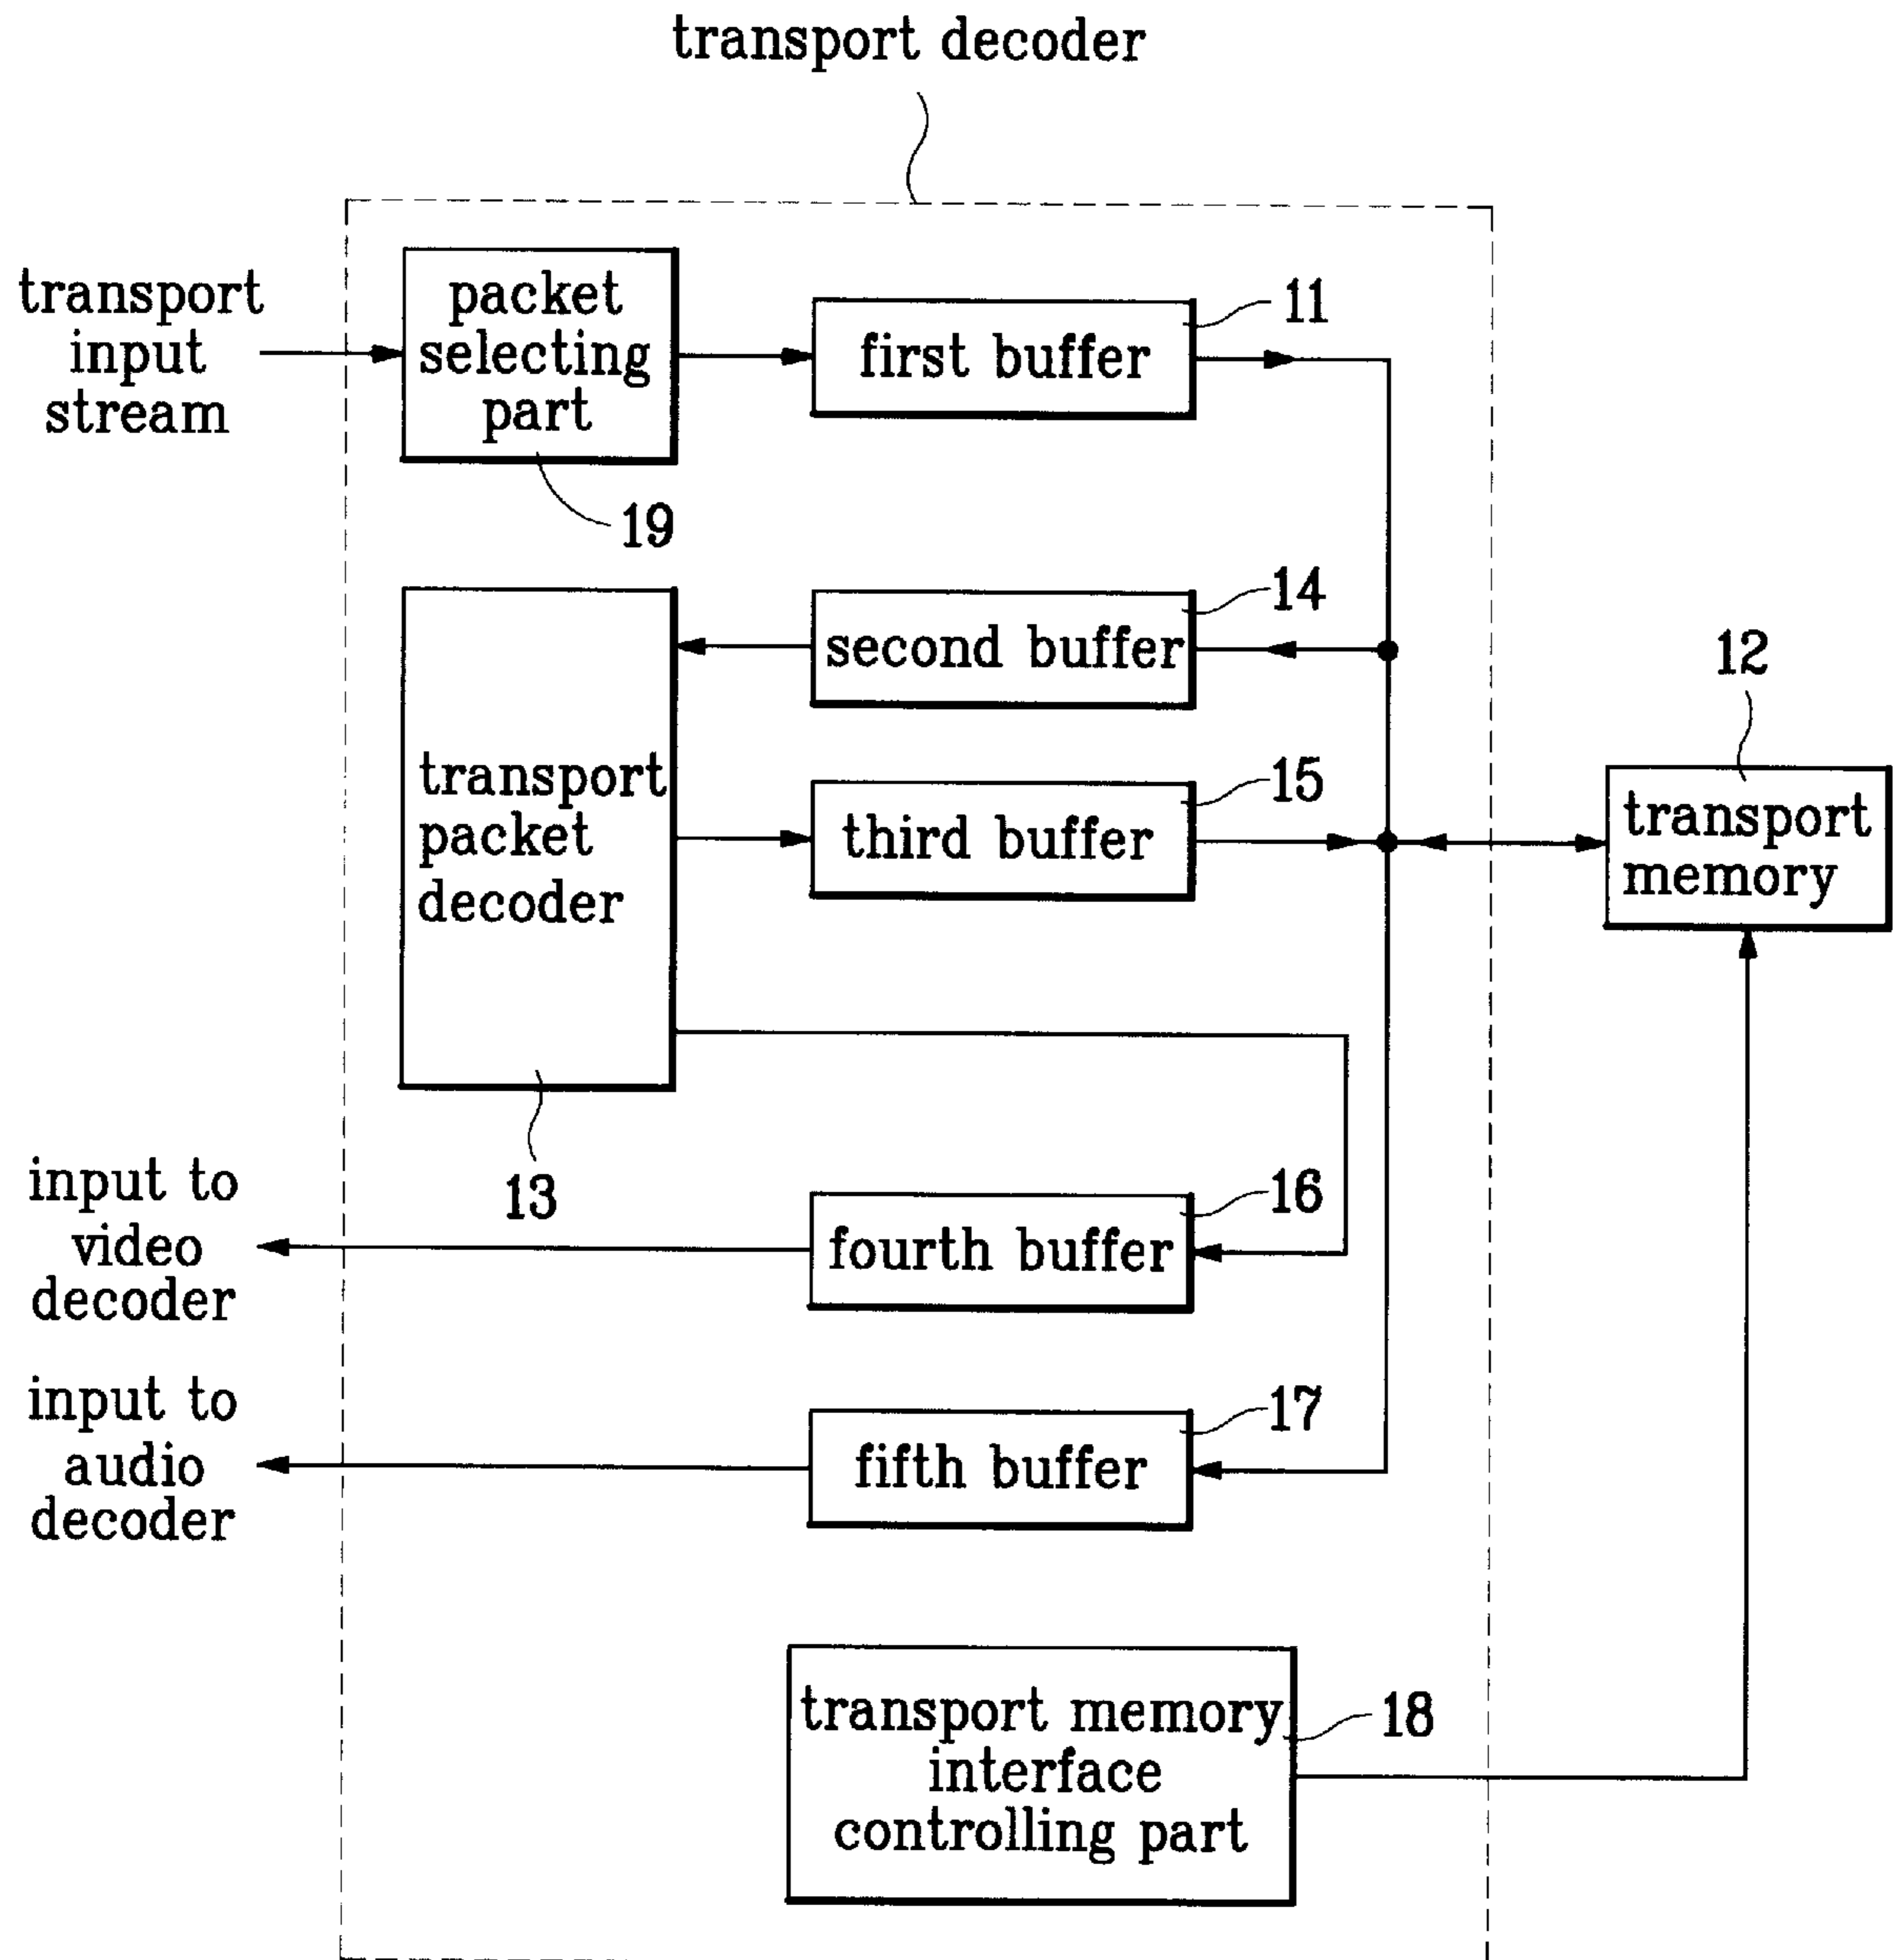 transport decoder
transport
input
stream
packet
selecting
part
19
first buffer
11
second buffer
14
transport
packet
decoder
13
third buffer
15
transport
memory
12
input to
video
decoder
fourth buffer
16
input to
audio
decoder
fifth buffer
17
transport memory
interface
controlling part
18